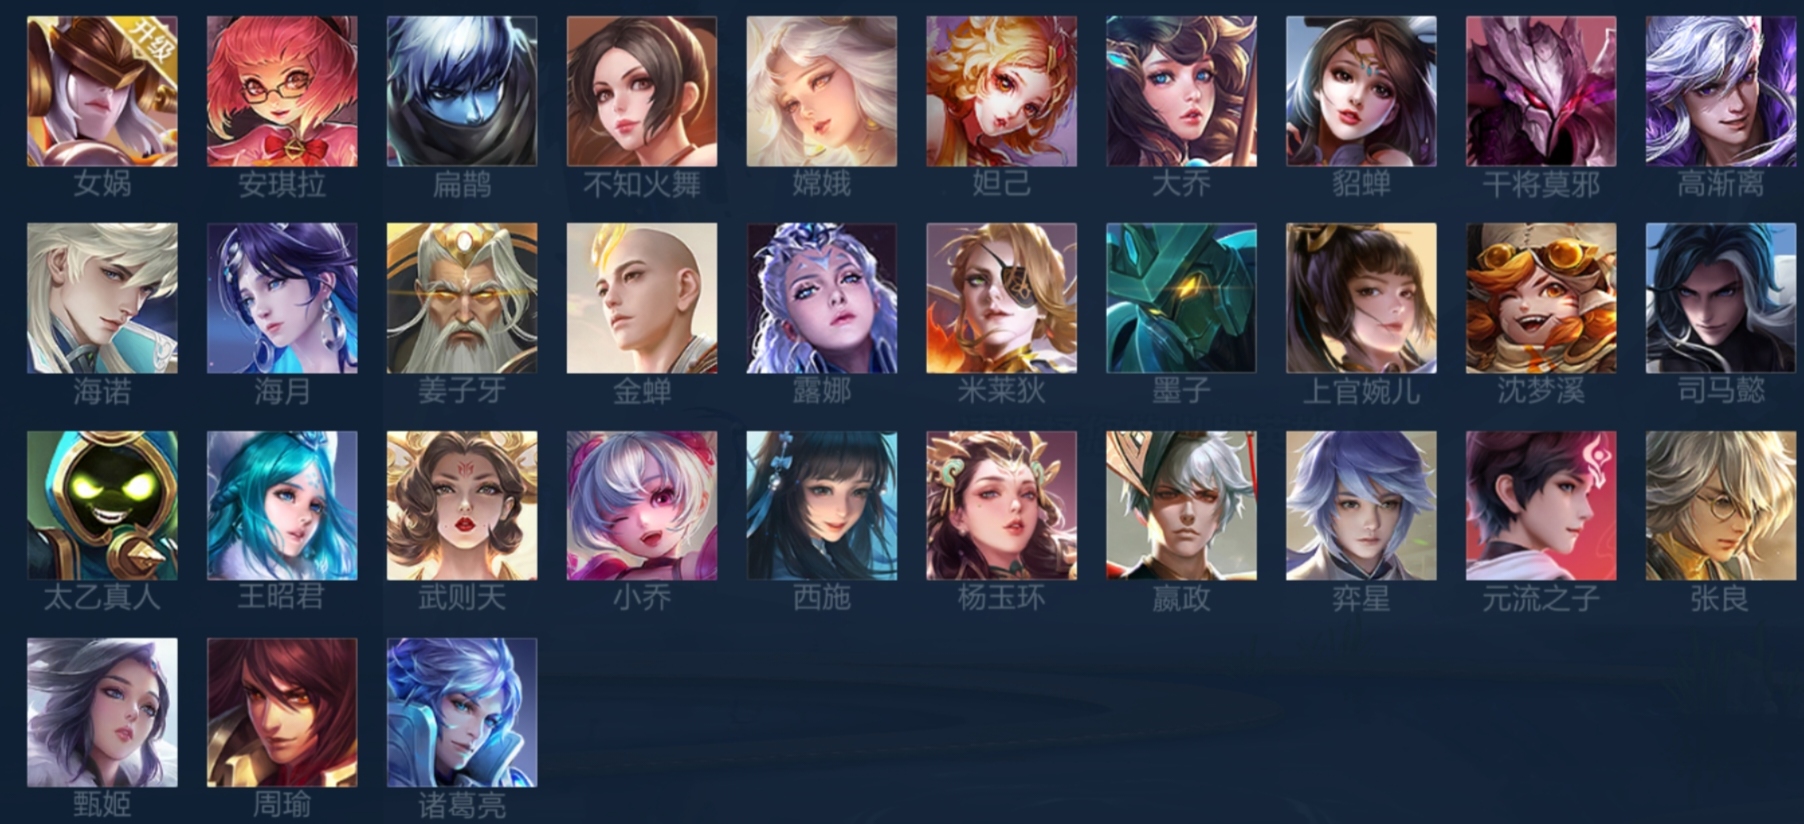 升级
女娲 安琪拉 扁鹊 不知火舞 嫦娥 妲己 大乔 貂蝉 干将莫邪 高渐离
海诺 海月 姜子牙 金蝉 露娜 米莱狄 墨子 上官婉儿 沈梦溪 司马懿
太乙真人 王昭君 武则天 小乔 西施 杨玉环 嬴政 弈星 元流之子 张良
甄姬 周瑜 诸葛亮